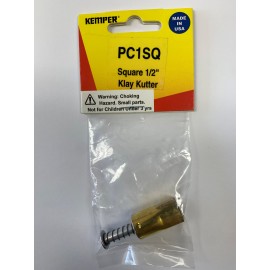 KEMPER
MADE IN
USA
PC1SQ
Square 1/2"
Klay Kutter
Warning: Choking
Hazard. Small parts.
Not for Children Under 3 yrs